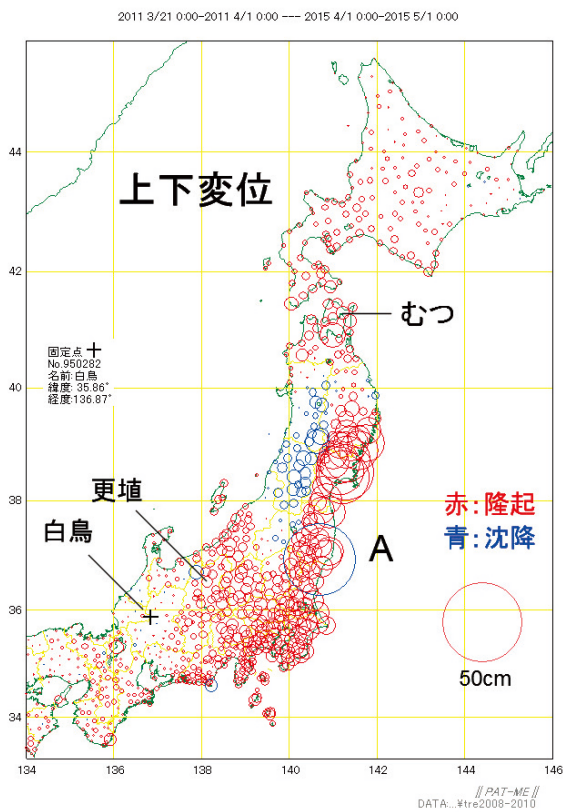 2011 3/21 0:00-2011 4/1 0:00 --- 2015 4/1 0:00-2015 5/1 0:00
44
上下変位
42
むつ
固定点
No.950282
名前:白鳥
緯度: 35.86°
経度:136.87°
40
38
更埴
赤:隆起
青:沈降
白鳥
A
36
50cm
34
134 136 138 140 142 144 146
// PAT-ME //
DATA:...¥tre2008-2010